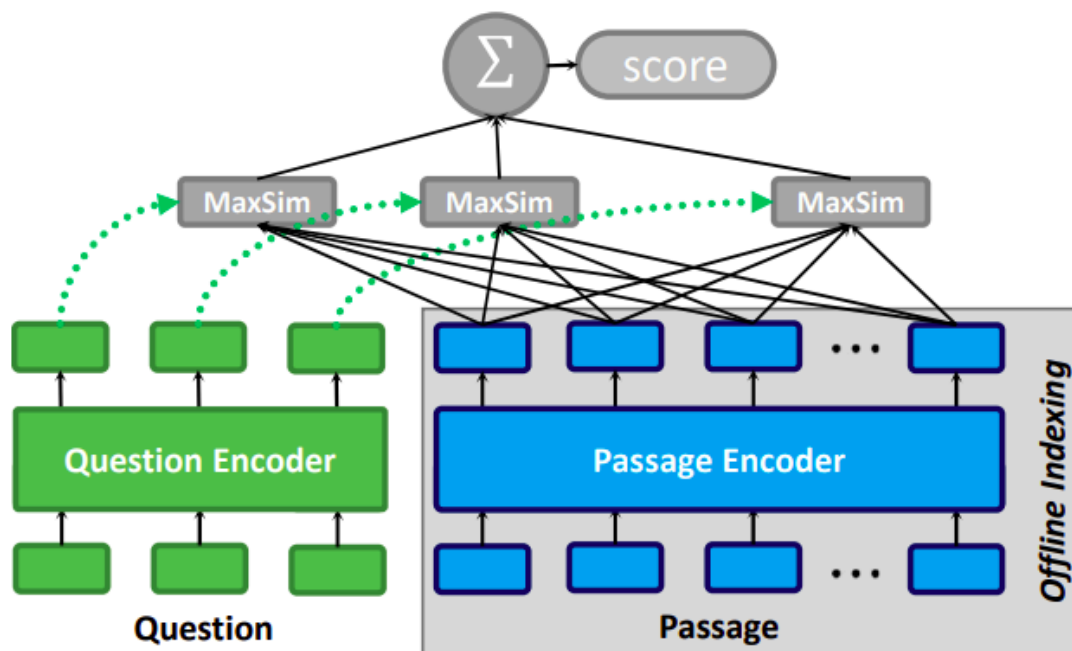 Σ
score
MaxSim
MaxSim
MaxSim
Question Encoder
Passage Encoder
Offline Indexing
Question
Passage